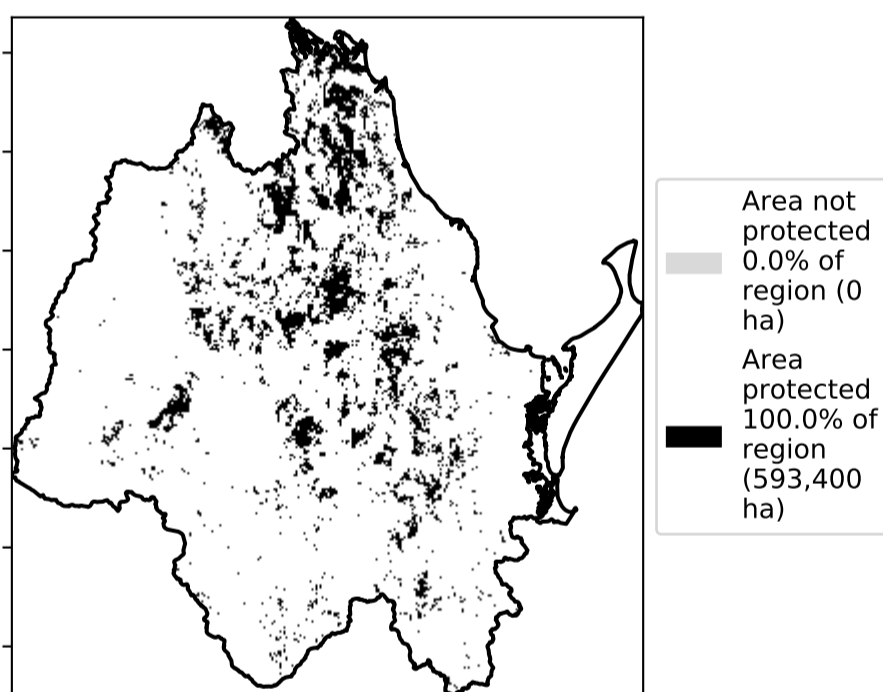 Area not
protected
0.0% of
region (0
ha)
Area
protected
100.0% of
region
(593,400
ha)